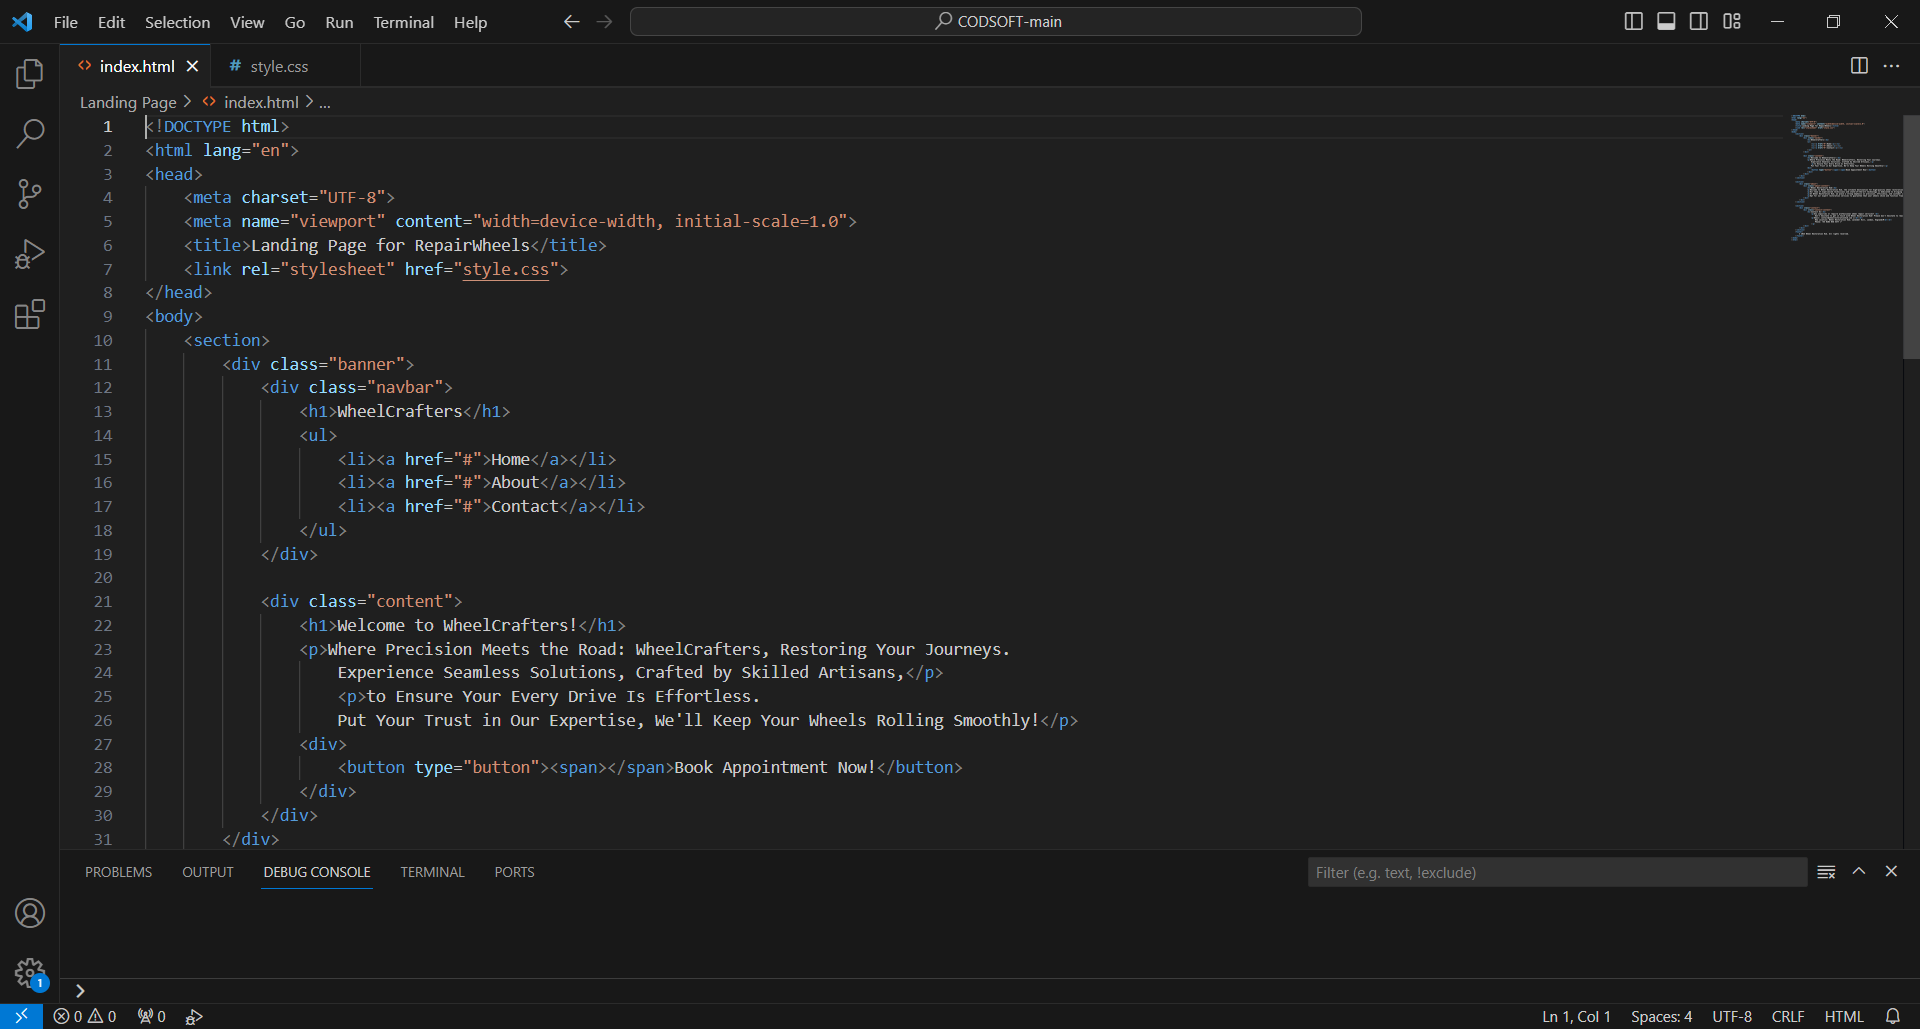 File Edit Selection View Go Run Terminal Help
CODSOFT-main
index.html
# style.css
Landing Page > index.html > ...
1 <!DOCTYPE html>
2 <html lang="en">
3 <head>
4 <meta charset="UTF-8">
5 <meta name="viewport" content="width=device-width, initial-scale=1.0">
6 <title>Landing Page for RepairWheels</title>
7 <link rel="stylesheet" href="style.css">
8 </head>
9 <body>
10 <section>
11 <div class="banner">
12 <div class="navbar">
13 <h1>WheelCrafters</h1>
14 <ul>
15 <li><a href="#">Home</a></li>
16 <li><a href="#">About</a></li>
17 <li><a href="#">Contact</a></li>
18 </ul>
19 </div>
20
21 <div class="content">
22 <h1>Welcome to WheelCrafters!</h1>
23 <p>Where Precision Meets the Road: WheelCrafters, Restoring Your Journeys.
24 Experience Seamless Solutions, Crafted by Skilled Artisans,</p>
25 <p>to Ensure Your Every Drive Is Effortless.
26 Put Your Trust in Our Expertise, We'll Keep Your Wheels Rolling Smoothly!</p>
27 <div>
28 <button type="button"><span></span>Book Appointment Now!</button>
29 </div>
30 </div>
31 </div>
PROBLEMS OUTPUT DEBUG CONSOLE TERMINAL PORTS
Filter (e.g. text, !exclude)
1
0 0 0
Ln 1, Col 1 Spaces: 4 UTF-8 CRLF HTML